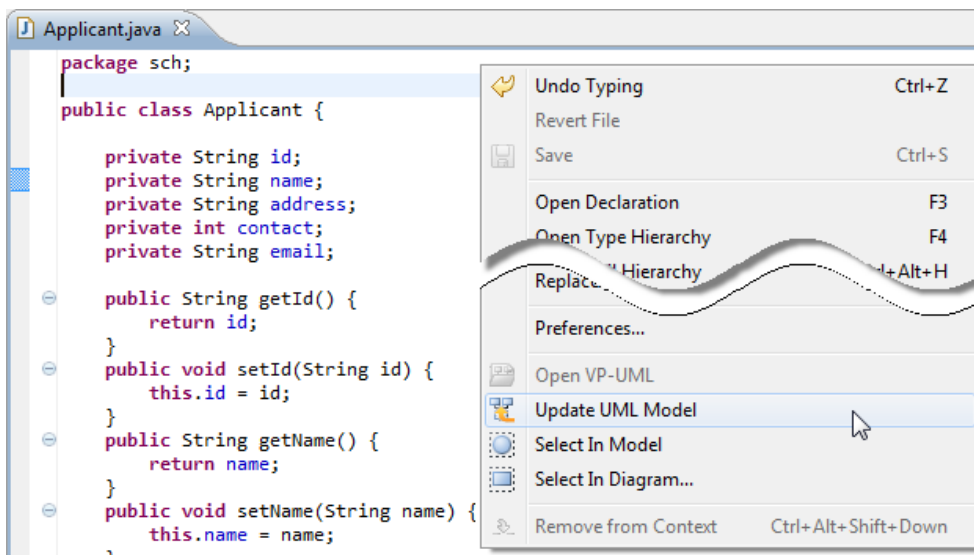 Applicant.java
package sch;
public class Applicant {
private String id;
private String name;
private String address;
private int contact;
private String email;
public String getId() {
return id;
}
public void setId(String id) {
this.id = id;
}
public String getName() {
return name;
}
public void setName(String name) {
this.name = name;
Undo Typing Ctrl+Z
Revert File
Save Ctrl+S
Open Declaration F3
Open Type Hierarchy F4
Hierarchy Alt+H
Preferences...
Open VP-UML
Update UML Model
Select In Model
Select In Diagram...
Remove from Context Ctrl+Alt+Shift+Down